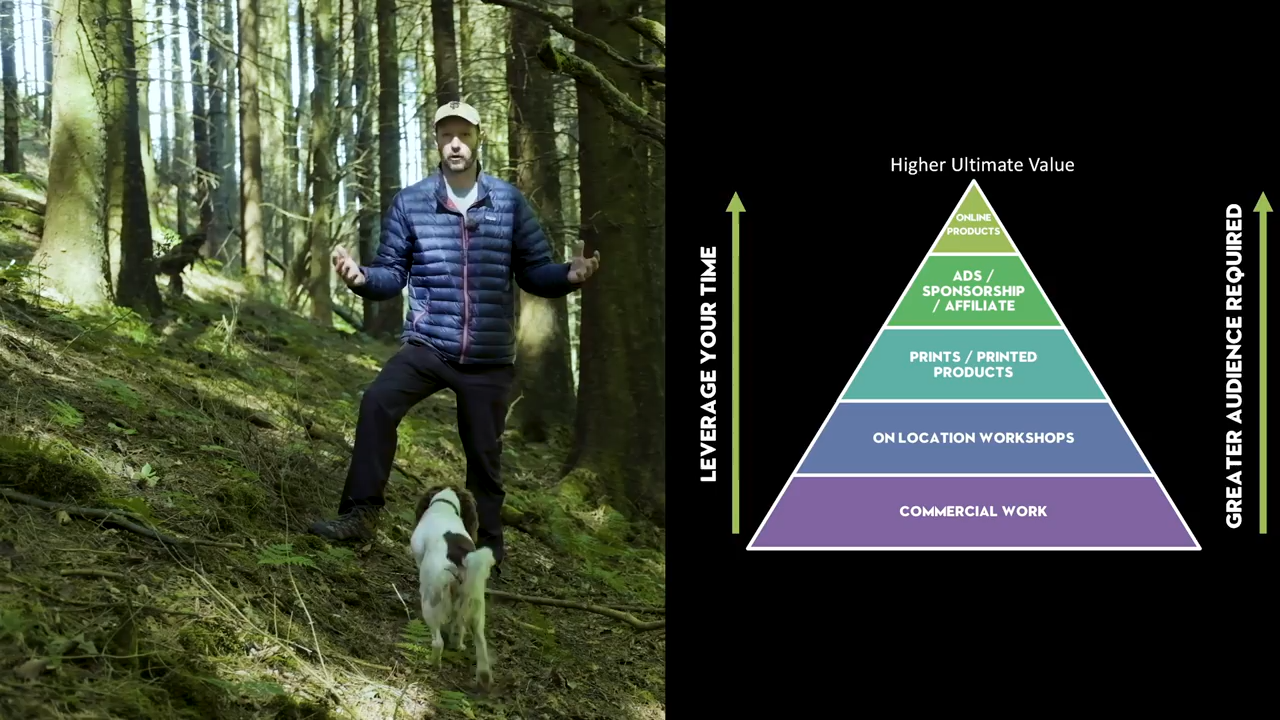 Higher Ultimate Value
ONLINE
PRODUCTS
ADS /
SPONSORSHIP
/ AFFILIATE
PRINTS / PRINTED
PRODUCTS
ON LOCATION WORKSHOPS
COMMERCIAL WORK
LEVERAGE YOUR TIME
GREATER AUDIENCE REQUIRED